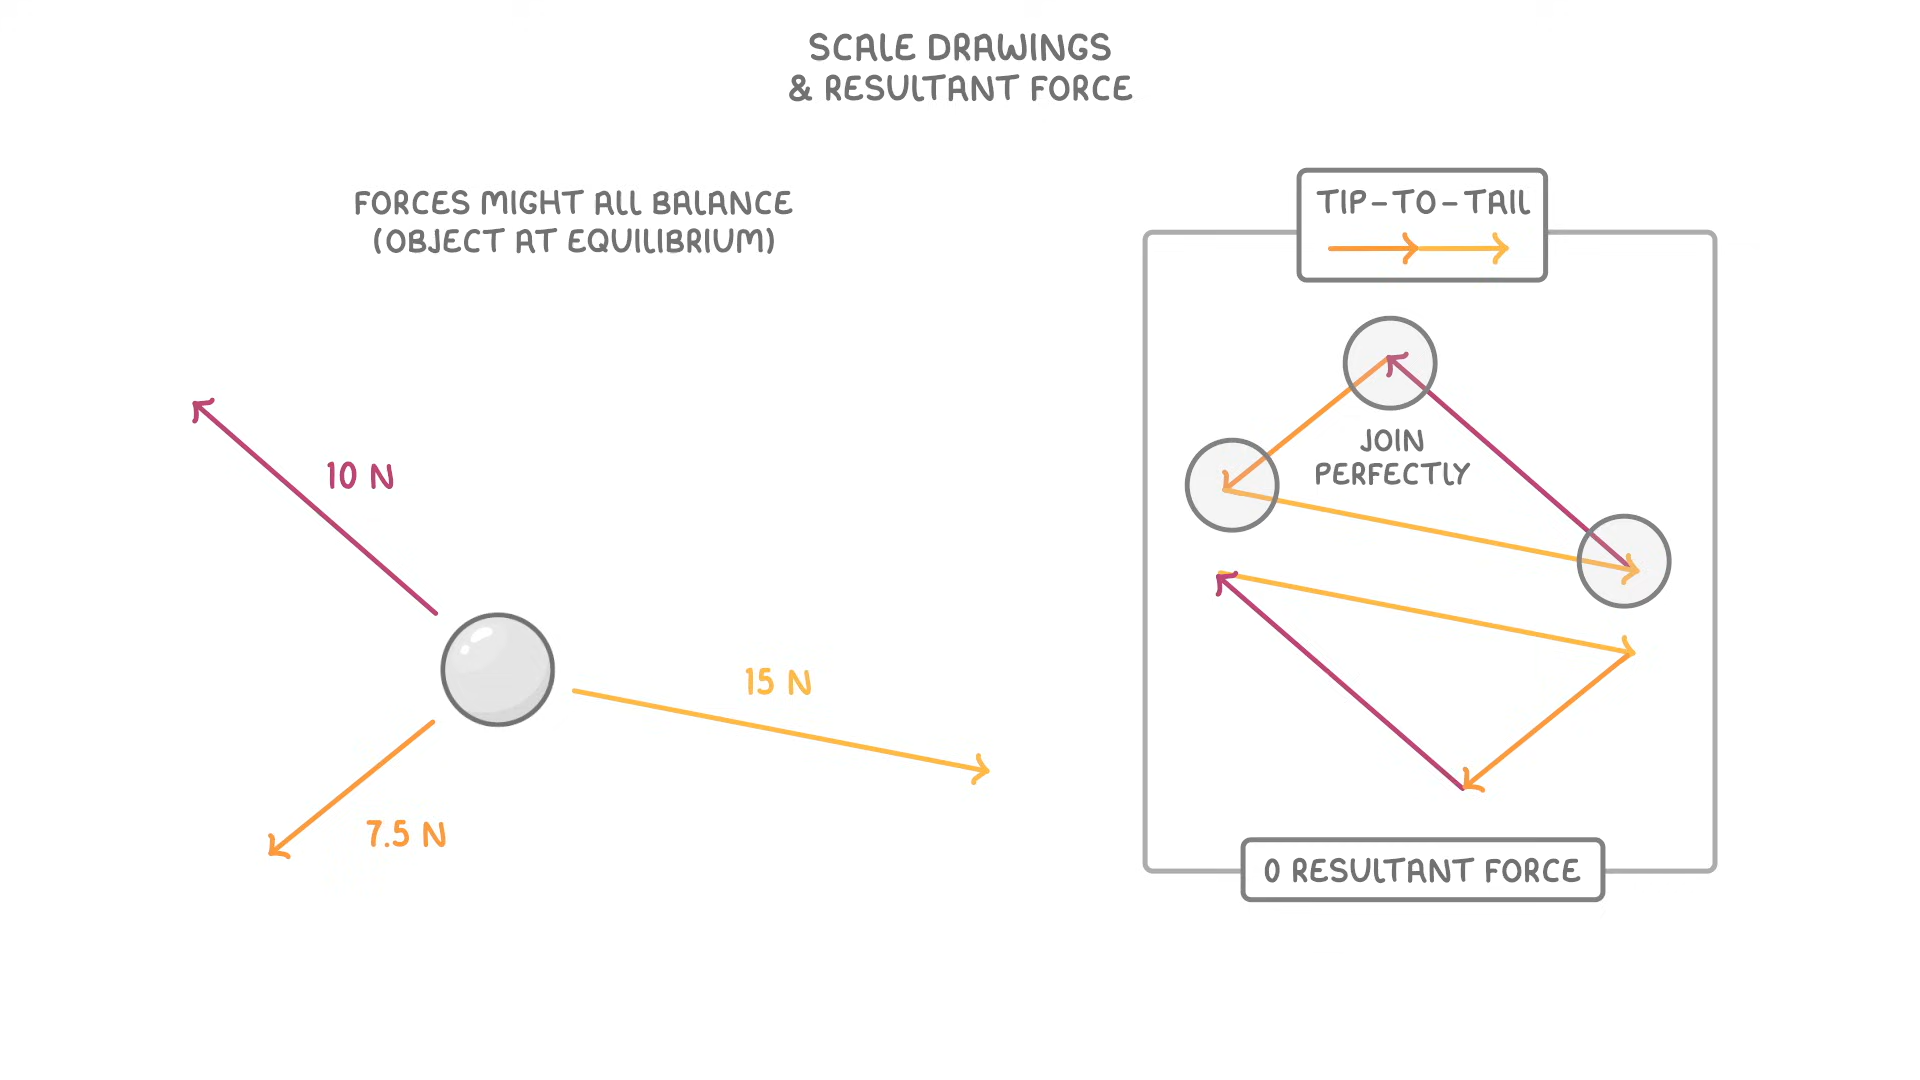 SCALE DRAWINGS
& RESULTANT FORCE
FORCES MIGHT ALL BALANCE
(OBJECT AT EQUILIBRIUM)
10 N
15 N
7.5 N
TIP-TO-TAIL
JOIN
PERFECTLY
0 RESULTANT FORCE